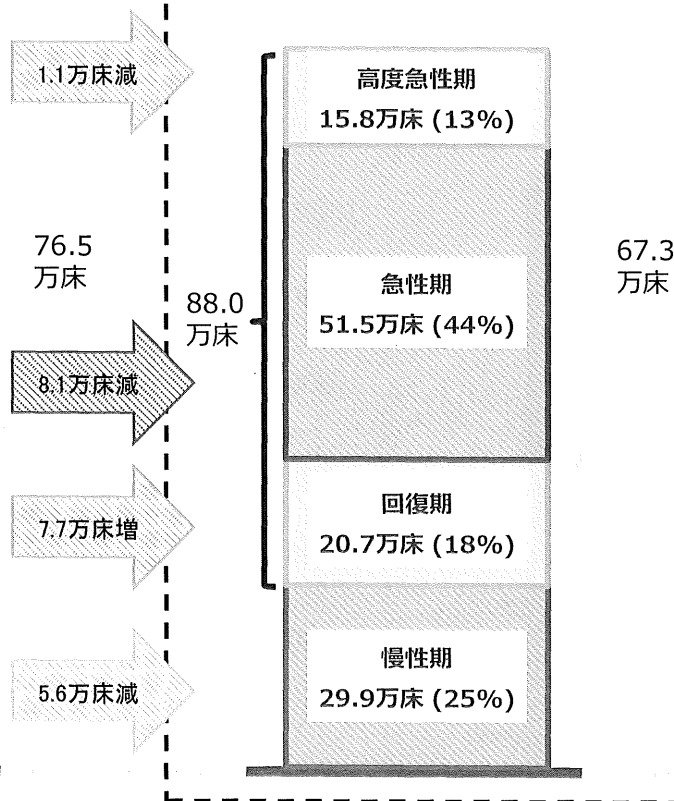 1.1万床減
76.5
万床
8.1万床減
7.7万床増
5.6万床減
88.0
万床
高度急性期
15.8万床 (13%)
急性期
51.5万床 (44%)
回復期
20.7万床 (18%)
慢性期
29.9万床 (25%)
67.3
万床